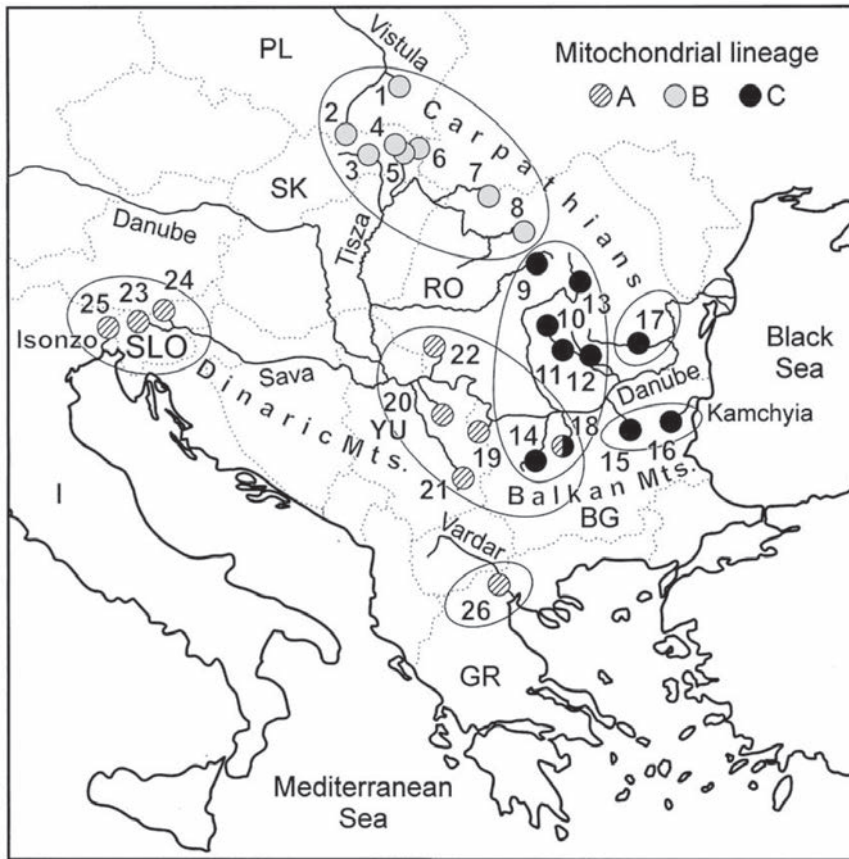 PL
Vistula
Mitochondrial lineage
A B C
1
Carpathians
2
4
3
5
6
7
8
SK
Danube
Tisza
RO
9
13
10
17
11
12
Danube
Black
Sea
24
23
25
Isonzo
SLO
Sava
Dinaric Mts.
22
20
YU
19
21
14
18
15
16
Kamchyia
Balkan Mts.
BG
I
Vardar
26
GR
Mediterranean
Sea